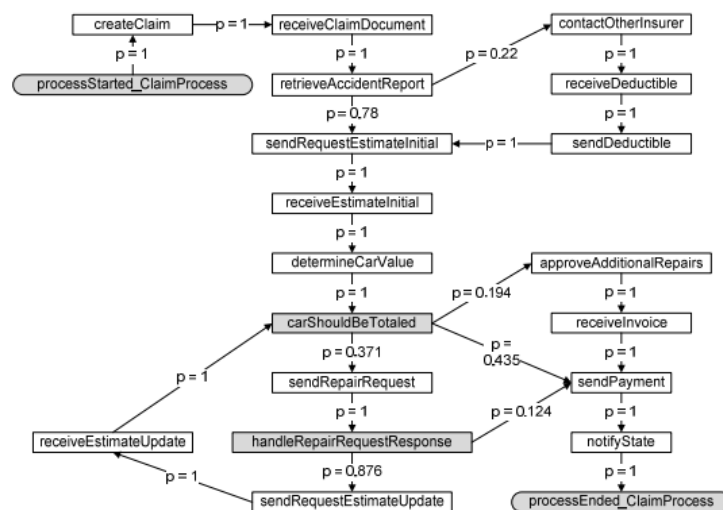 createClaim
p = 1
receiveClaimDocument
contactOtherInsurer
p = 1
p = 1
p = 0.22
p = 1
processStarted_ClaimProcess
retrieveAccidentReport
receiveDeductible
p = 0.78
p = 1
sendRequestEstimateInitial
p = 1
sendDeductible
p = 1
receiveEstimateInitial
p = 1
determineCarValue
approveAdditionalRepairs
p = 1
p = 0.194
p = 1
carShouldBeTotaled
receiveInvoice
p = 0.371
p =
0.435
p = 1
p = 1
sendRepairRequest
sendPayment
p = 1
p = 0.124
p = 1
receiveEstimateUpdate
handleRepairRequestResponse
notifyState
p = 1
p = 0.876
p = 1
sendRequestEstimateUpdate
processEnded_ClaimProcess